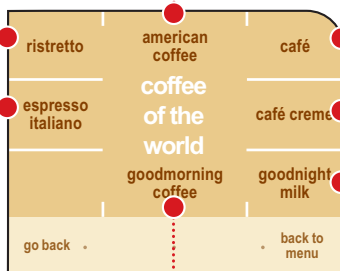 ristretto
american
coffee
café
coffee
of the
world
espresso
italiano
café creme
goodmorning
coffee
goodnight
milk
go back
back to
menu